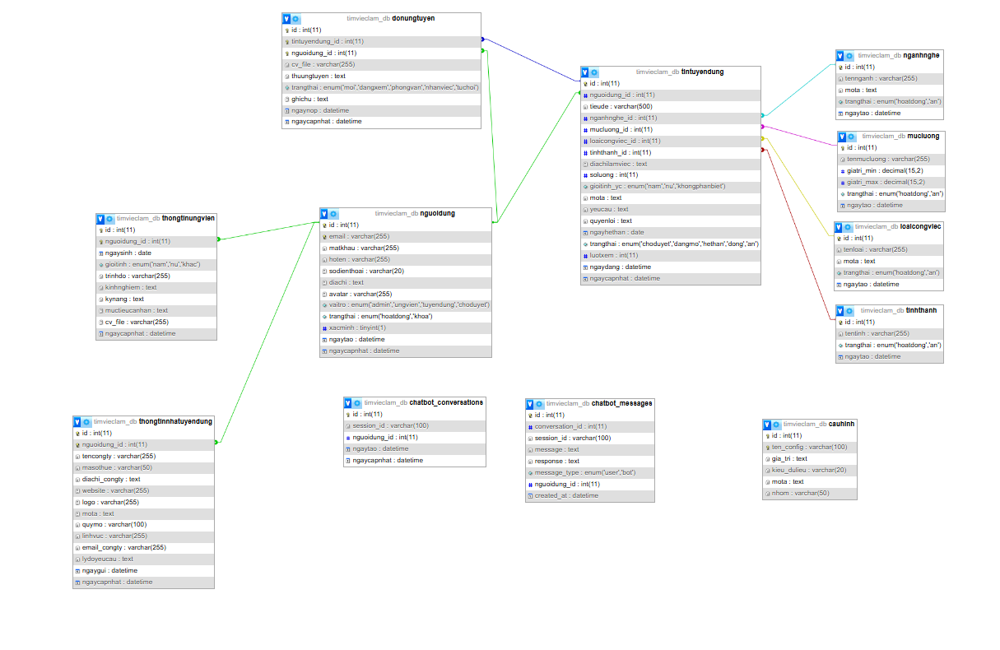 timvieclam_db donungtuyen
id : int(11)
tintuyendung_id : int(11)
nguoidung_id : int(11)
cv_file : varchar(255)
thuungtuyen : text
trangthai : enum('moi','dangxem','phongvan','nhanviec','tuchoi')
ghichu : text
ngaynop : datetime
ngaycapnhat : datetime
timvieclam_db tintuyendung
id : int(11)
nguoidung_id : int(11)
tieude : varchar(500)
nganhnghe_id : int(11)
mucluong_id : int(11)
loaicongviec_id : int(11)
tinhthanh_id : int(11)
diachilamviec : text
soluong : int(11)
gioitinh_yc : enum('nam','nu','khongphanbiet')
mota : text
yeucau : text
quyenloi : text
ngayhethan : date
trangthai : enum('choduyet','dangmo','hethan','dong','an')
luotxem : int(11)
ngaydang : datetime
ngaycapnhat : datetime
timvieclam_db nganhnghe
id : int(11)
tennganh : varchar(255)
mota : text
trangthai : enum('hoatdong','an')
ngaytao : datetime
timvieclam_db mucluong
id : int(11)
tenmucluong : varchar(255)
giatri_min : decimal(15,2)
giatri_max : decimal(15,2)
trangthai : enum('hoatdong','an')
ngaytao : datetime
timvieclam_db loaicongviec
id : int(11)
tenloai : varchar(255)
mota : text
trangthai : enum('hoatdong','an')
ngaytao : datetime
timvieclam_db tinhthanh
id : int(11)
tentinh : varchar(255)
trangthai : enum('hoatdong','an')
ngaytao : datetime
timvieclam_db thongtinungvien
id : int(11)
nguoidung_id : int(11)
ngaysinh : date
gioitinh : enum('nam','nu','khac')
trinhdo : varchar(255)
kinhnghiem : text
kynang : text
muctieucanhan : text
cv_file : varchar(255)
ngaycapnhat : datetime
timvieclam_db nguoidung
id : int(11)
email : varchar(255)
matkhau : varchar(255)
hoten : varchar(255)
sodienthoai : varchar(20)
diachi : text
avatar : varchar(255)
vaitro : enum('admin','ungvien','tuyendung','choduyet')
trangthai : enum('hoatdong','khoa')
xacminh : tinyint(1)
ngaytao : datetime
ngaycapnhat : datetime
timvieclam_db thongtinnhatuyendung
id : int(11)
nguoidung_id : int(11)
tencongty : varchar(255)
masothue : varchar(50)
diachi_congty : text
website : varchar(255)
logo : varchar(255)
mota : text
quymo : varchar(100)
linhvuc : varchar(255)
email_congty : varchar(255)
lydoyeucau : text
ngaygui : datetime
ngaycapnhat : datetime
timvieclam_db chatbot_conversations
id : int(11)
session_id : varchar(100)
nguoidung_id : int(11)
ngaytao : datetime
ngaycapnhat : datetime
timvieclam_db chatbot_messages
id : int(11)
conversation_id : int(11)
session_id : varchar(100)
message : text
response : text
message_type : enum('user','bot')
nguoidung_id : int(11)
created_at : datetime
timvieclam_db cauhinh
id : int(11)
ten_config : varchar(100)
gia_tri : text
kieu_dulieu : varchar(20)
mota : text
nhom : varchar(50)